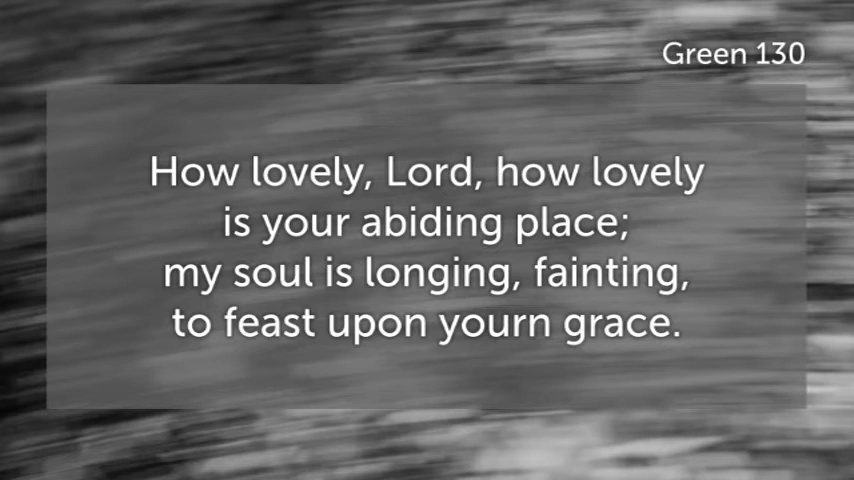 Green 130
How lovely, Lord, how lovely
is your abiding place;
my soul is longing, fainting,
to feast upon yourn grace.